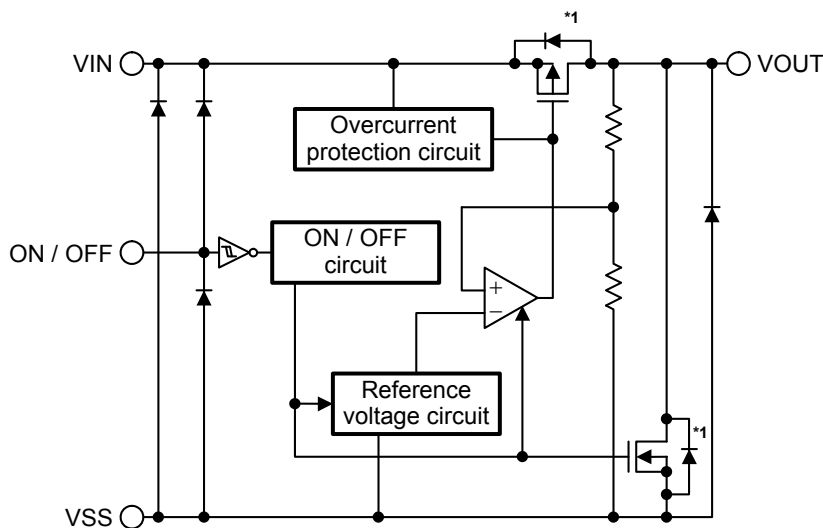 *1
VIN
VOUT
Overcurrent
protection circuit
ON / OFF
ON / OFF
circuit
+
−
Reference
voltage circuit
*1
VSS